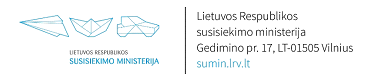 LIETUVOS RESPUBLIKOS
SUSISIEKIMO MINISTERIJA
Lietuvos Respublikos
susisiekimo ministerija
Gedimino pr. 17, LT-01505 Vilnius
sumin.lrv.lt